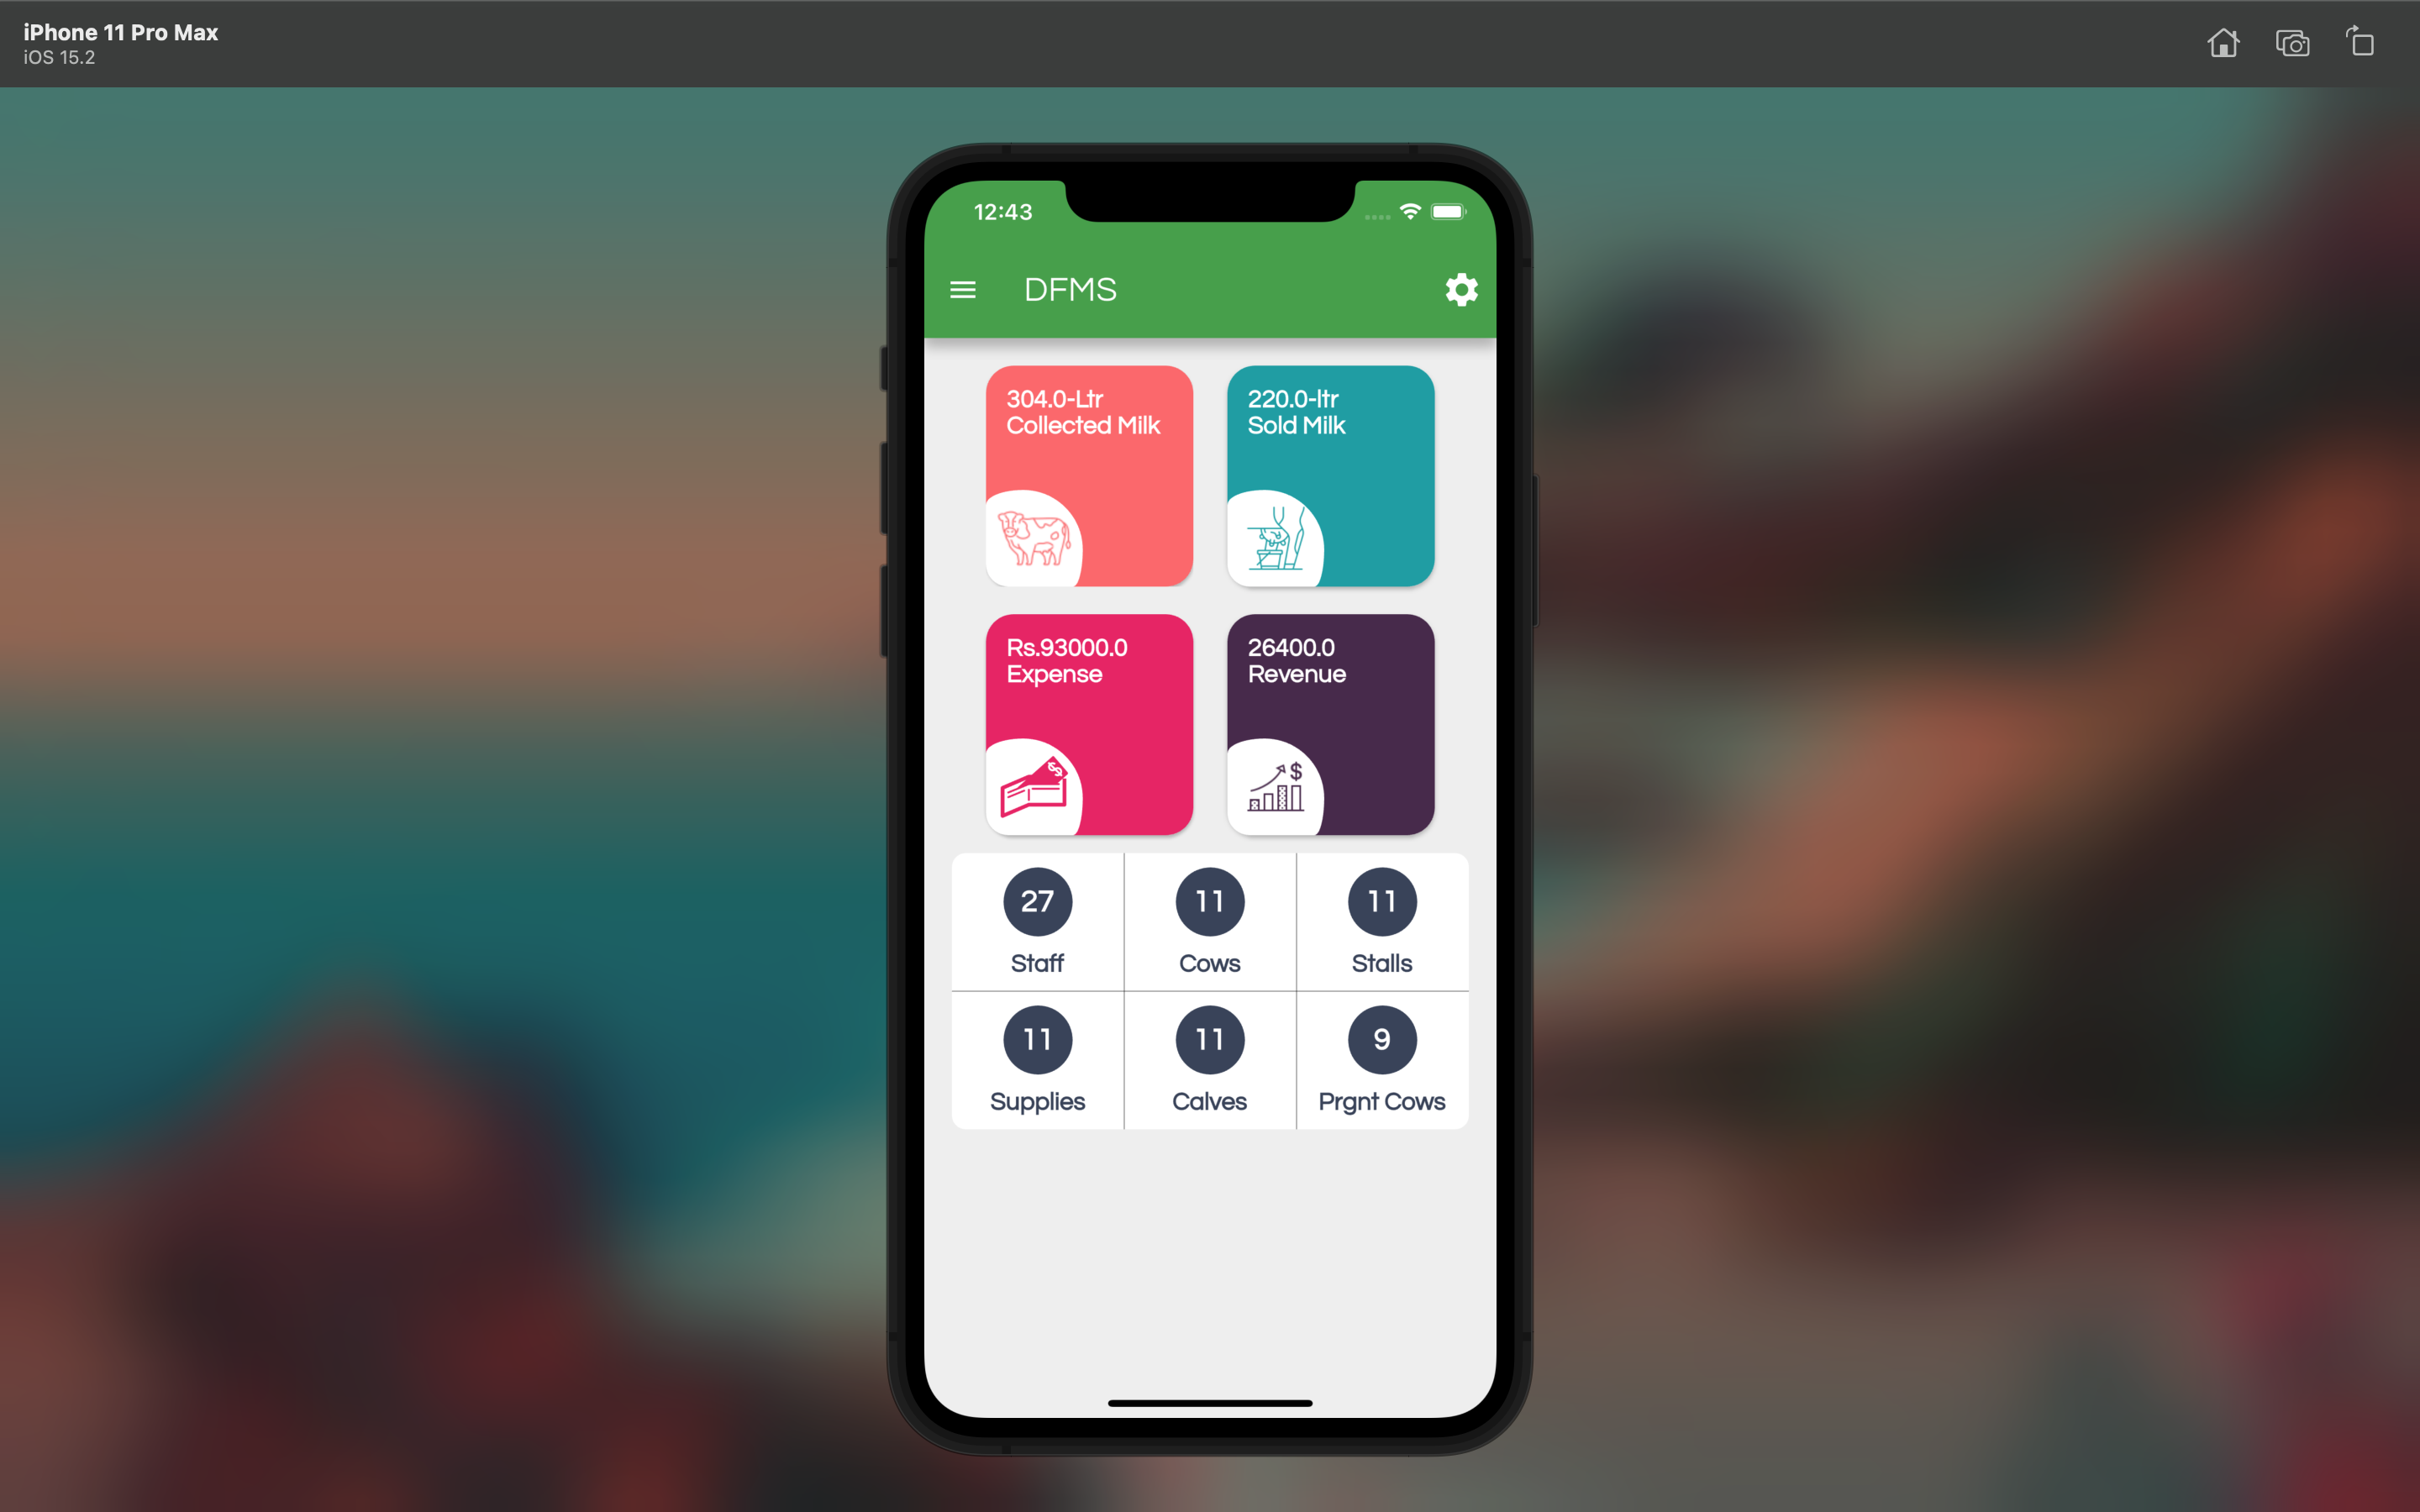 iPhone 11 Pro Max
iOS 15.2
12:43
DFMS
304.0-Ltr
Collected Milk
220.0-ltr
Sold Milk
Rs.93000.0
Expense
26400.0
Revenue
$
27
Staff
11
Cows
11
Stalls
11
Supplies
11
Calves
9
Prgnt Cows